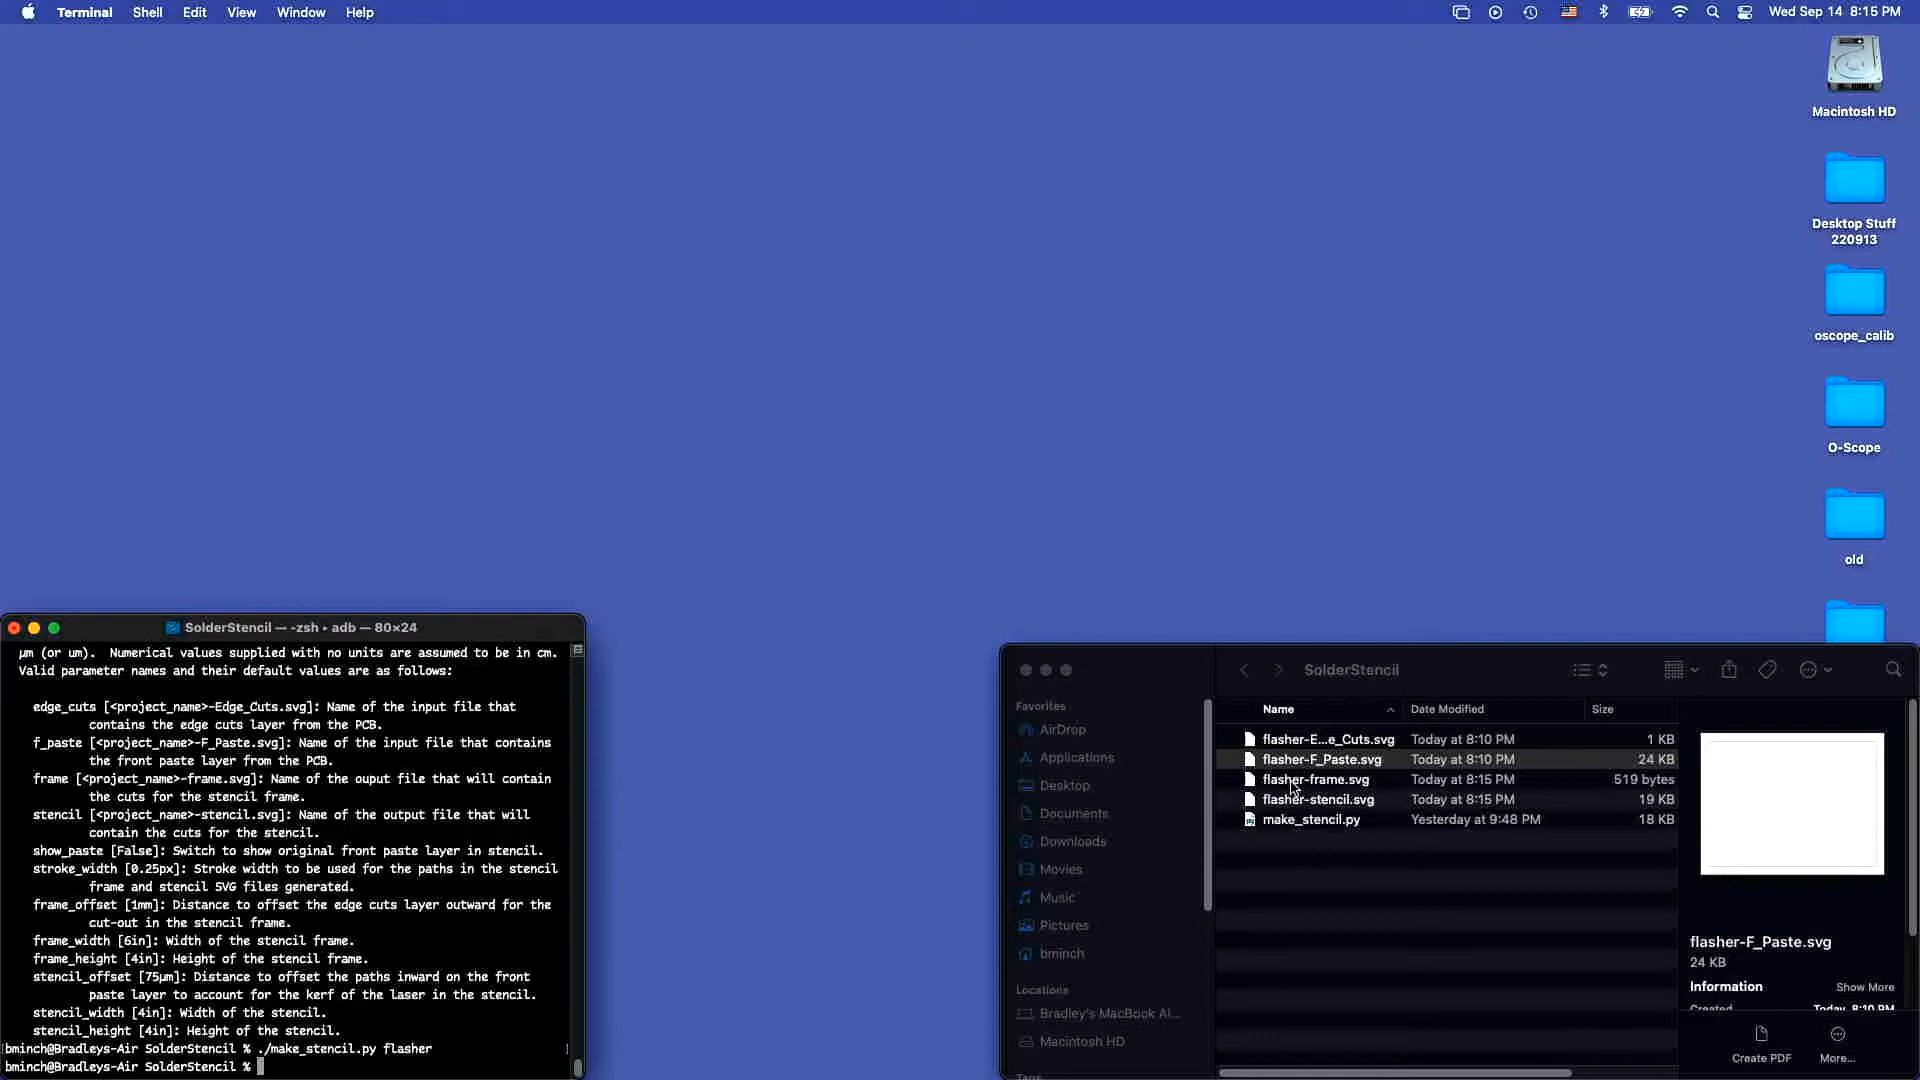 Terminal Shell Edit View Window Help
Wed Sep 14 8:15 PM
Macintosh HD
Desktop Stuff
220913
oscope_calib
O-Scope
old
SolderStencil — -zsh • adb — 80×24
µm (or um).  Numerical values supplied with no units are assumed to be in cm.
Valid parameter names and their default values are as follows:
edge_cuts [<project_name>-Edge_Cuts.svg]: Name of the input file that
contains the edge cuts layer from the PCB.
f_paste [<project_name>-F_Paste.svg]: Name of the input file that contains
the front paste layer from the PCB.
frame [<project_name>-frame.svg]: Name of the ouput file that will contain
the cuts for the stencil frame.
stencil [<project_name>-stencil.svg]: Name of the output file that will
contain the cuts for the stencil.
show_paste [False]: Switch to show original front paste layer in stencil.
stroke_width [0.25px]: Stroke width to be used for the paths in the stencil
frame and stencil SVG files generated.
frame_offset [1mm]: Distance to offset the edge cuts layer outward for the
cut-out in the stencil frame.
frame_width [6in]: Width of the stencil frame.
frame_height [4in]: Height of the stencil frame.
stencil_offset [75µm]: Distance to offset the paths inward on the front
paste layer to account for the kerf of the laser in the stencil.
stencil_width [4in]: Width of the stencil.
stencil_height [4in]: Height of the stencil.
bminch@Bradleys-Air SolderStencil % ./make_stencil.py flasher
bminch@Bradleys-Air SolderStencil %
SolderStencil
Favorites
AirDrop
Applications
Desktop
Documents
Downloads
Movies
Music
Pictures
bminch
Locations
Bradley's MacBook Ai...
Macintosh HD
Tags
Name Date Modified Size
flasher-E...e_Cuts.svg Today at 8:10 PM 1 KB
flasher-F_Paste.svg Today at 8:10 PM 24 KB
flasher-frame.svg Today at 8:15 PM 519 bytes
flasher-stencil.svg Today at 8:15 PM 19 KB
make_stencil.py Yesterday at 9:48 PM 18 KB
flasher-F_Paste.svg
24 KB
Information Show More
Created Today, 8:10 PM
Create PDF More...